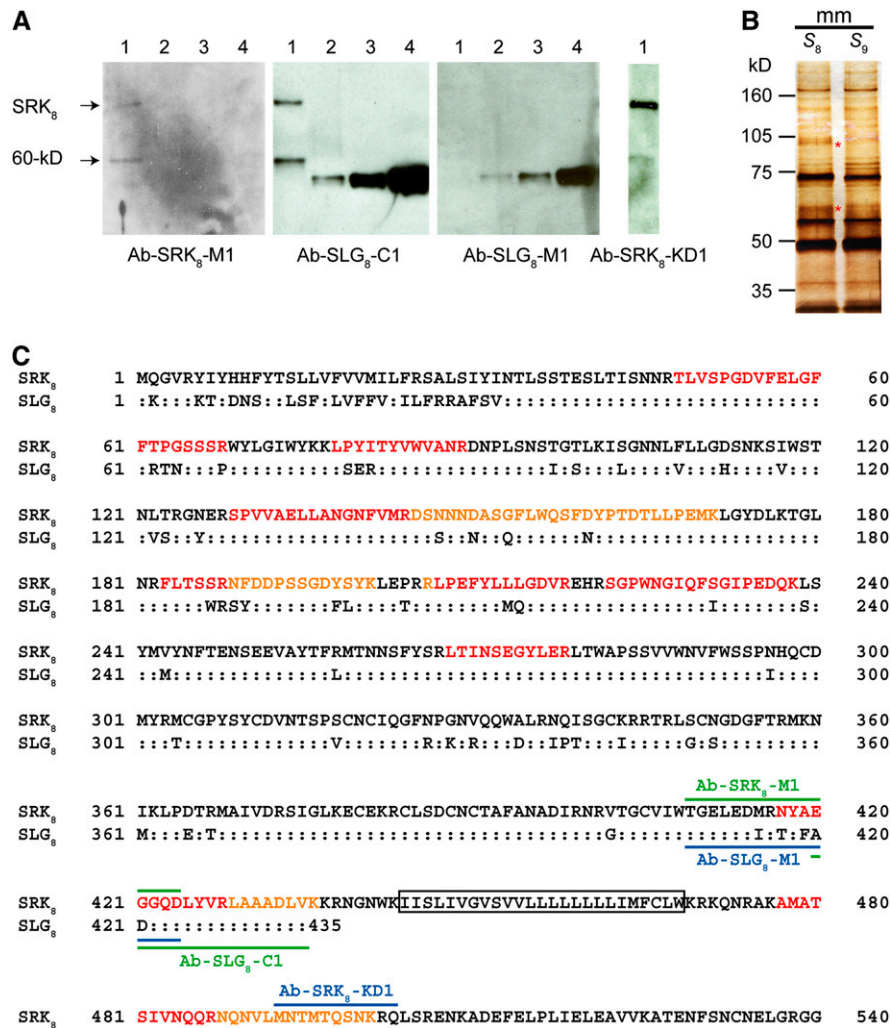 A
1 2 3 4 1 2 3 4 1 2 3 4 1
SRK8
60-kD
Ab-SRK8-M1 Ab-SLG8-C1 Ab-SLG8-M1 Ab-SRK8-KD1
B
mm
S8 S9
kD
160
105
75
50
35
*
*
C
SRK8 1 MQGVRYIYHHFYTSLLVFVVMILFRSALSIYINTLSSTESLTISNNRTLVSPGDVFELGF 60
SLG8 1 :K:::KT:DNS::LSF:LVFFV:ILFRRAFSV:::::::::::::::::::::::::::: 60
SRK8 61 FTPGSSSRWYLGIWYKKLPYITYVWVANRDNPLSNSTGTLKISGNNLFLLGDSNKSIWST 120
SLG8 61 :RTN:::P::::::::::SER:::::::::::::::I:S:::L::::V:::H::::V::: 120
SRK8 121 NLTRGNERSPVVAELLANGNFVMRDSNNNDASGFLWQSFDYPTDTLLPEMKLGYDLKTGL 180
SLG8 121 :VS::Y::::::::::::::::::::S::N::Q::::::N:::::::::::::::::::: 180
SRK8 181 NRFLTSSRNFDDPSSGDYSYKLEPRRLPEFYLLLGDVREHRSGPWNGIQFSGIPEDQKLS 240
SLG8 181 ::::::WRSY:::::::FL::::T::::::::MQ::::::::::::::::I:::::::S: 240
SRK8 241 YMVYNFTENSEEVAYTFRMTNNSFYSRLTINSEGYLERLTWAPSSVVWNVFWSSPNHQCD 300
SLG8 241 ::M::::::::::::::L:::::::::::::::::::::::::::::::::::::I:::: 300
SRK8 301 MYRMCGPYSYCDVNTSPSCNCIQGFNPGNVQQWALRNQISGCKRRTRLSCNGDGFTRMKN 360
SLG8 301 :::T:::::::::::::V:::::::R:K:R:::D::IPT:::I:::::G:S::::::::: 360
Ab-SRK8-M1
SRK8 361 IKLPDTRMAIVDRSIGLKECEKRCLSDCNCTAFANADIRNRVTGCVIWTGELEDMRNYAE 420
SLG8 361 M:::E:T::::::::::::::::::::::::::::::::::G::::::::::::I:T:FA 420
Ab-SLG8-M1
SRK8 421 GGQDLYVRLAAADLVKKRNGNWKIISLIVGVSVVLLLLLLLLIMFCLWKRKQNRAKAMAT 480
SLG8 421 D::::::::::::: 435
Ab-SLG8-C1
Ab-SRK8-KD1
SRK8 481 SIVNQQRNQNVLMNTMTQSNKRQLSRENKADEFELPLIELEAVVKATENFSNCNELGRGG 540